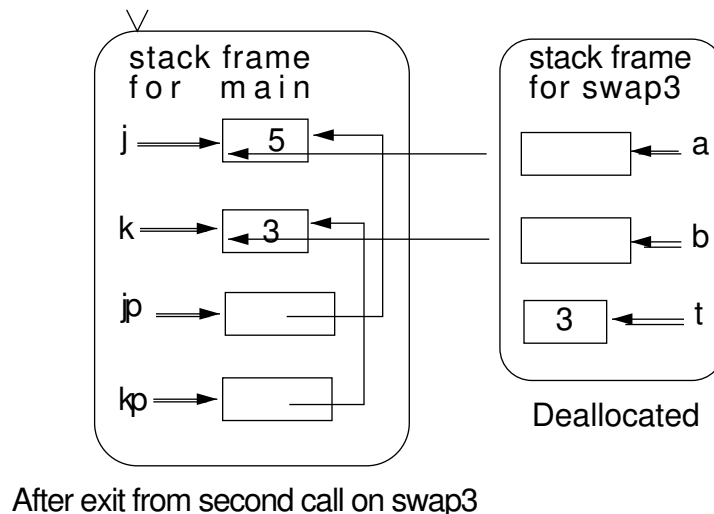 stack frame
for main
j
5
k
3
jp
kp
stack frame
for swap3
a
b
3
t
Deallocated
After exit from second call on swap3